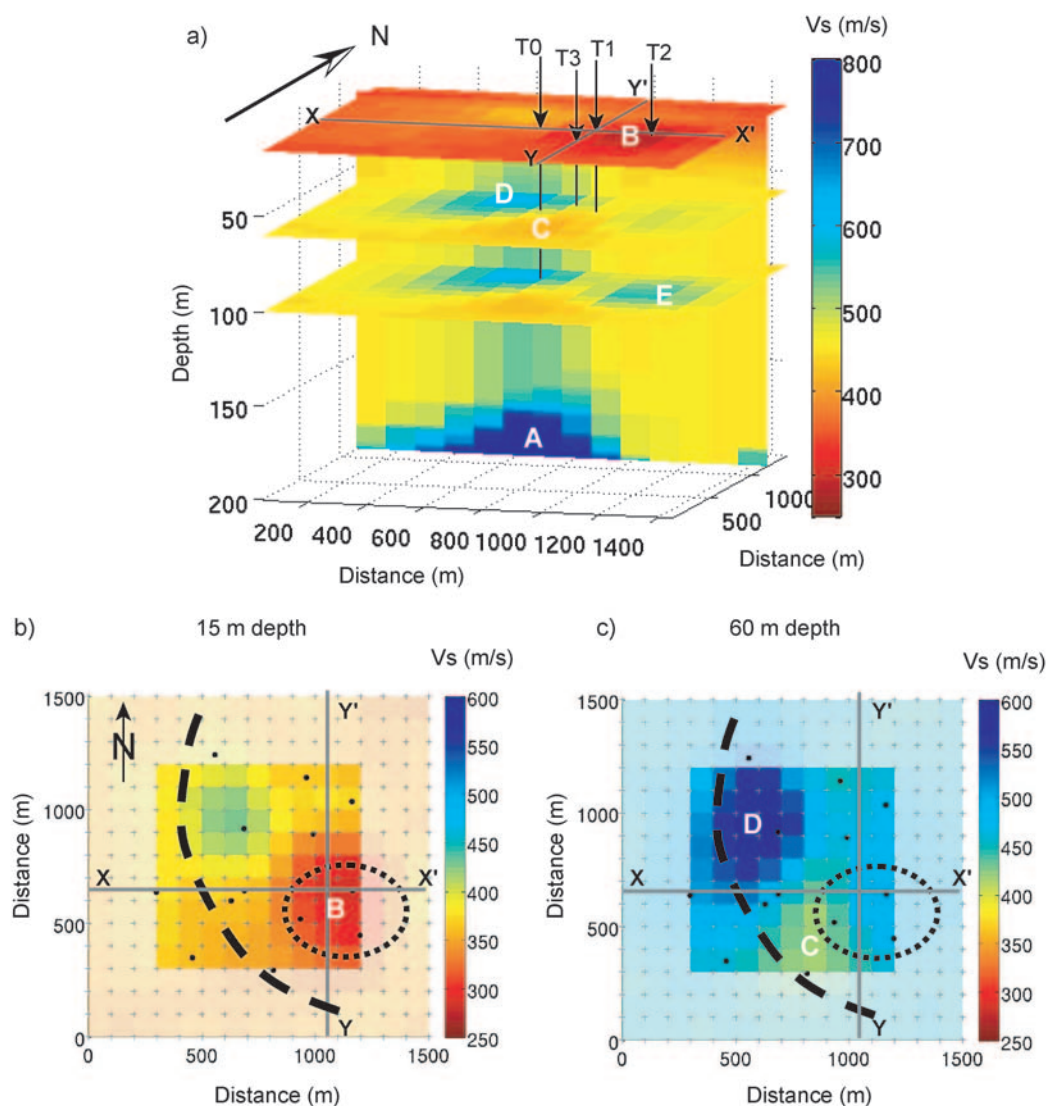 a)
N
T0 T3 T1 T2
Vs (m/s)
X Y' B X' Y
D
C
E
A
Depth (m)
50
100
150
200
200 400 600 800 1000 1200 1400
Distance (m)
500 1000
Distance (m)
800
700
600
500
400
300
b) 15 m depth
Vs (m/s)
N
Y'
X X'
B
Y
Distance (m)
1500
1000
500
0
0 500 1000 1500
Distance (m)
600
550
500
450
400
350
300
250
c) 60 m depth
Vs (m/s)
Y'
D
X X'
C
Y
Distance (m)
1500
1000
500
0
0 500 1000 1500
Distance (m)
600
550
500
450
400
350
300
250